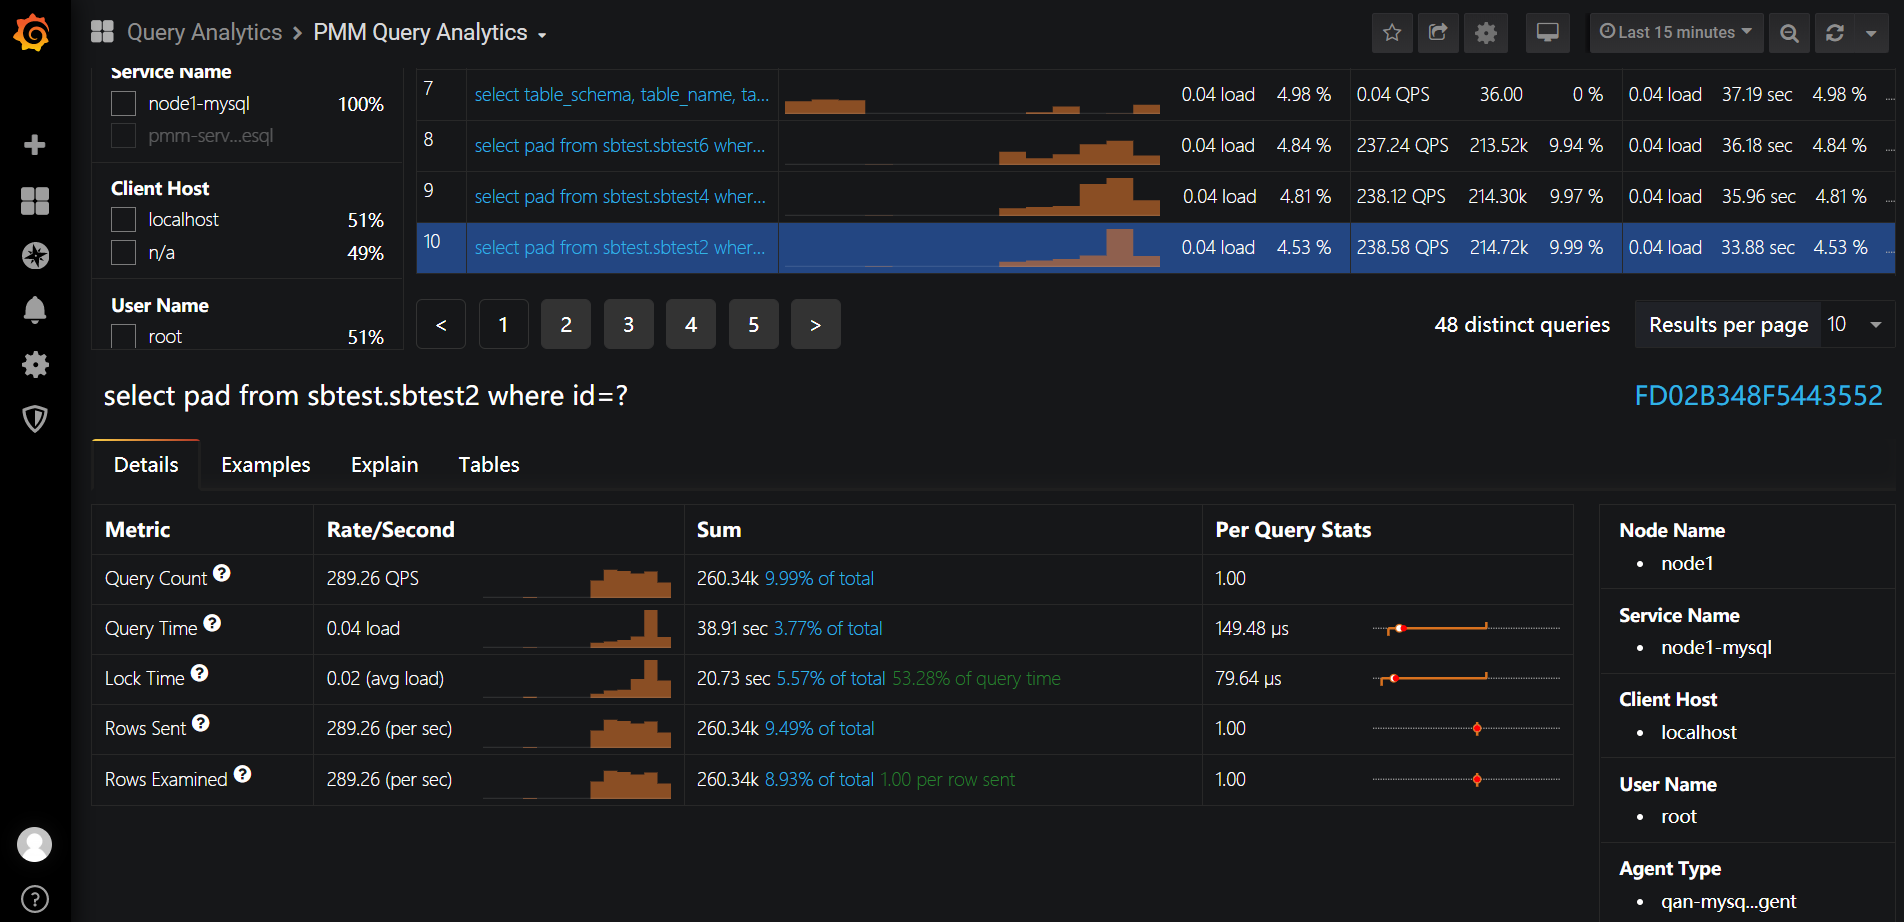 Query Analytics > PMM Query Analytics
Last 15 minutes
Service Name
node1-mysql 100%
pmm-serv...esql
Client Host
localhost 51%
n/a 49%
User Name
root 51%
7 select table_schema, table_name, ta... 0.04 load 4.98 % 0.04 QPS 36.00 0 % 0.04 load 37.19 sec 4.98 % ...
8 select pad from sbtest.sbtest6 wher... 0.04 load 4.84 % 237.24 QPS 213.52k 9.94 % 0.04 load 36.18 sec 4.84 % ...
9 select pad from sbtest.sbtest4 wher... 0.04 load 4.81 % 238.12 QPS 214.30k 9.97 % 0.04 load 35.96 sec 4.81 % ...
10 select pad from sbtest.sbtest2 wher... 0.04 load 4.53 % 238.58 QPS 214.72k 9.99 % 0.04 load 33.88 sec 4.53 % ...
< 1 2 3 4 5 > 48 distinct queries Results per page 10
select pad from sbtest.sbtest2 where id=? FD02B348F5443552
Details Examples Explain Tables
Metric Rate/Second Sum Per Query Stats
Query Count ? 289.26 QPS 260.34k 9.99% of total 1.00
Query Time ? 0.04 load 38.91 sec 3.77% of total 149.48 µs
Lock Time ? 0.02 (avg load) 20.73 sec 5.57% of total 53.28% of query time 79.64 µs
Rows Sent ? 289.26 (per sec) 260.34k 9.49% of total 1.00
Rows Examined ? 289.26 (per sec) 260.34k 8.93% of total 1.00 per row sent 1.00
Node Name
• node1
Service Name
• node1-mysql
Client Host
• localhost
User Name
• root
Agent Type
• qan-mysq...gent
?